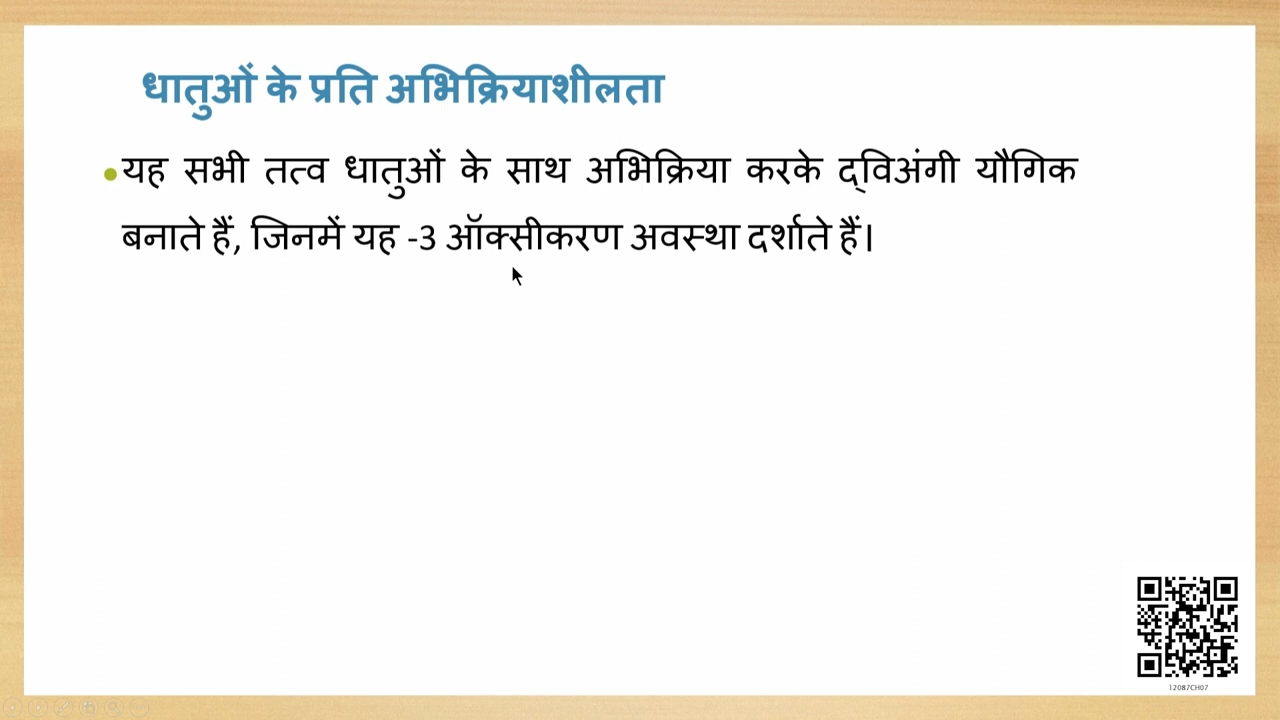 धातुओं के प्रति अभिक्रियाशीलता
•यह सभी तत्व धातुओं के साथ अभिक्रिया करके द्विअंगी यौगिक
बनाते हैं, जिनमें यह -3 ऑक्सीकरण अवस्था दर्शाते हैं।
12087CH07